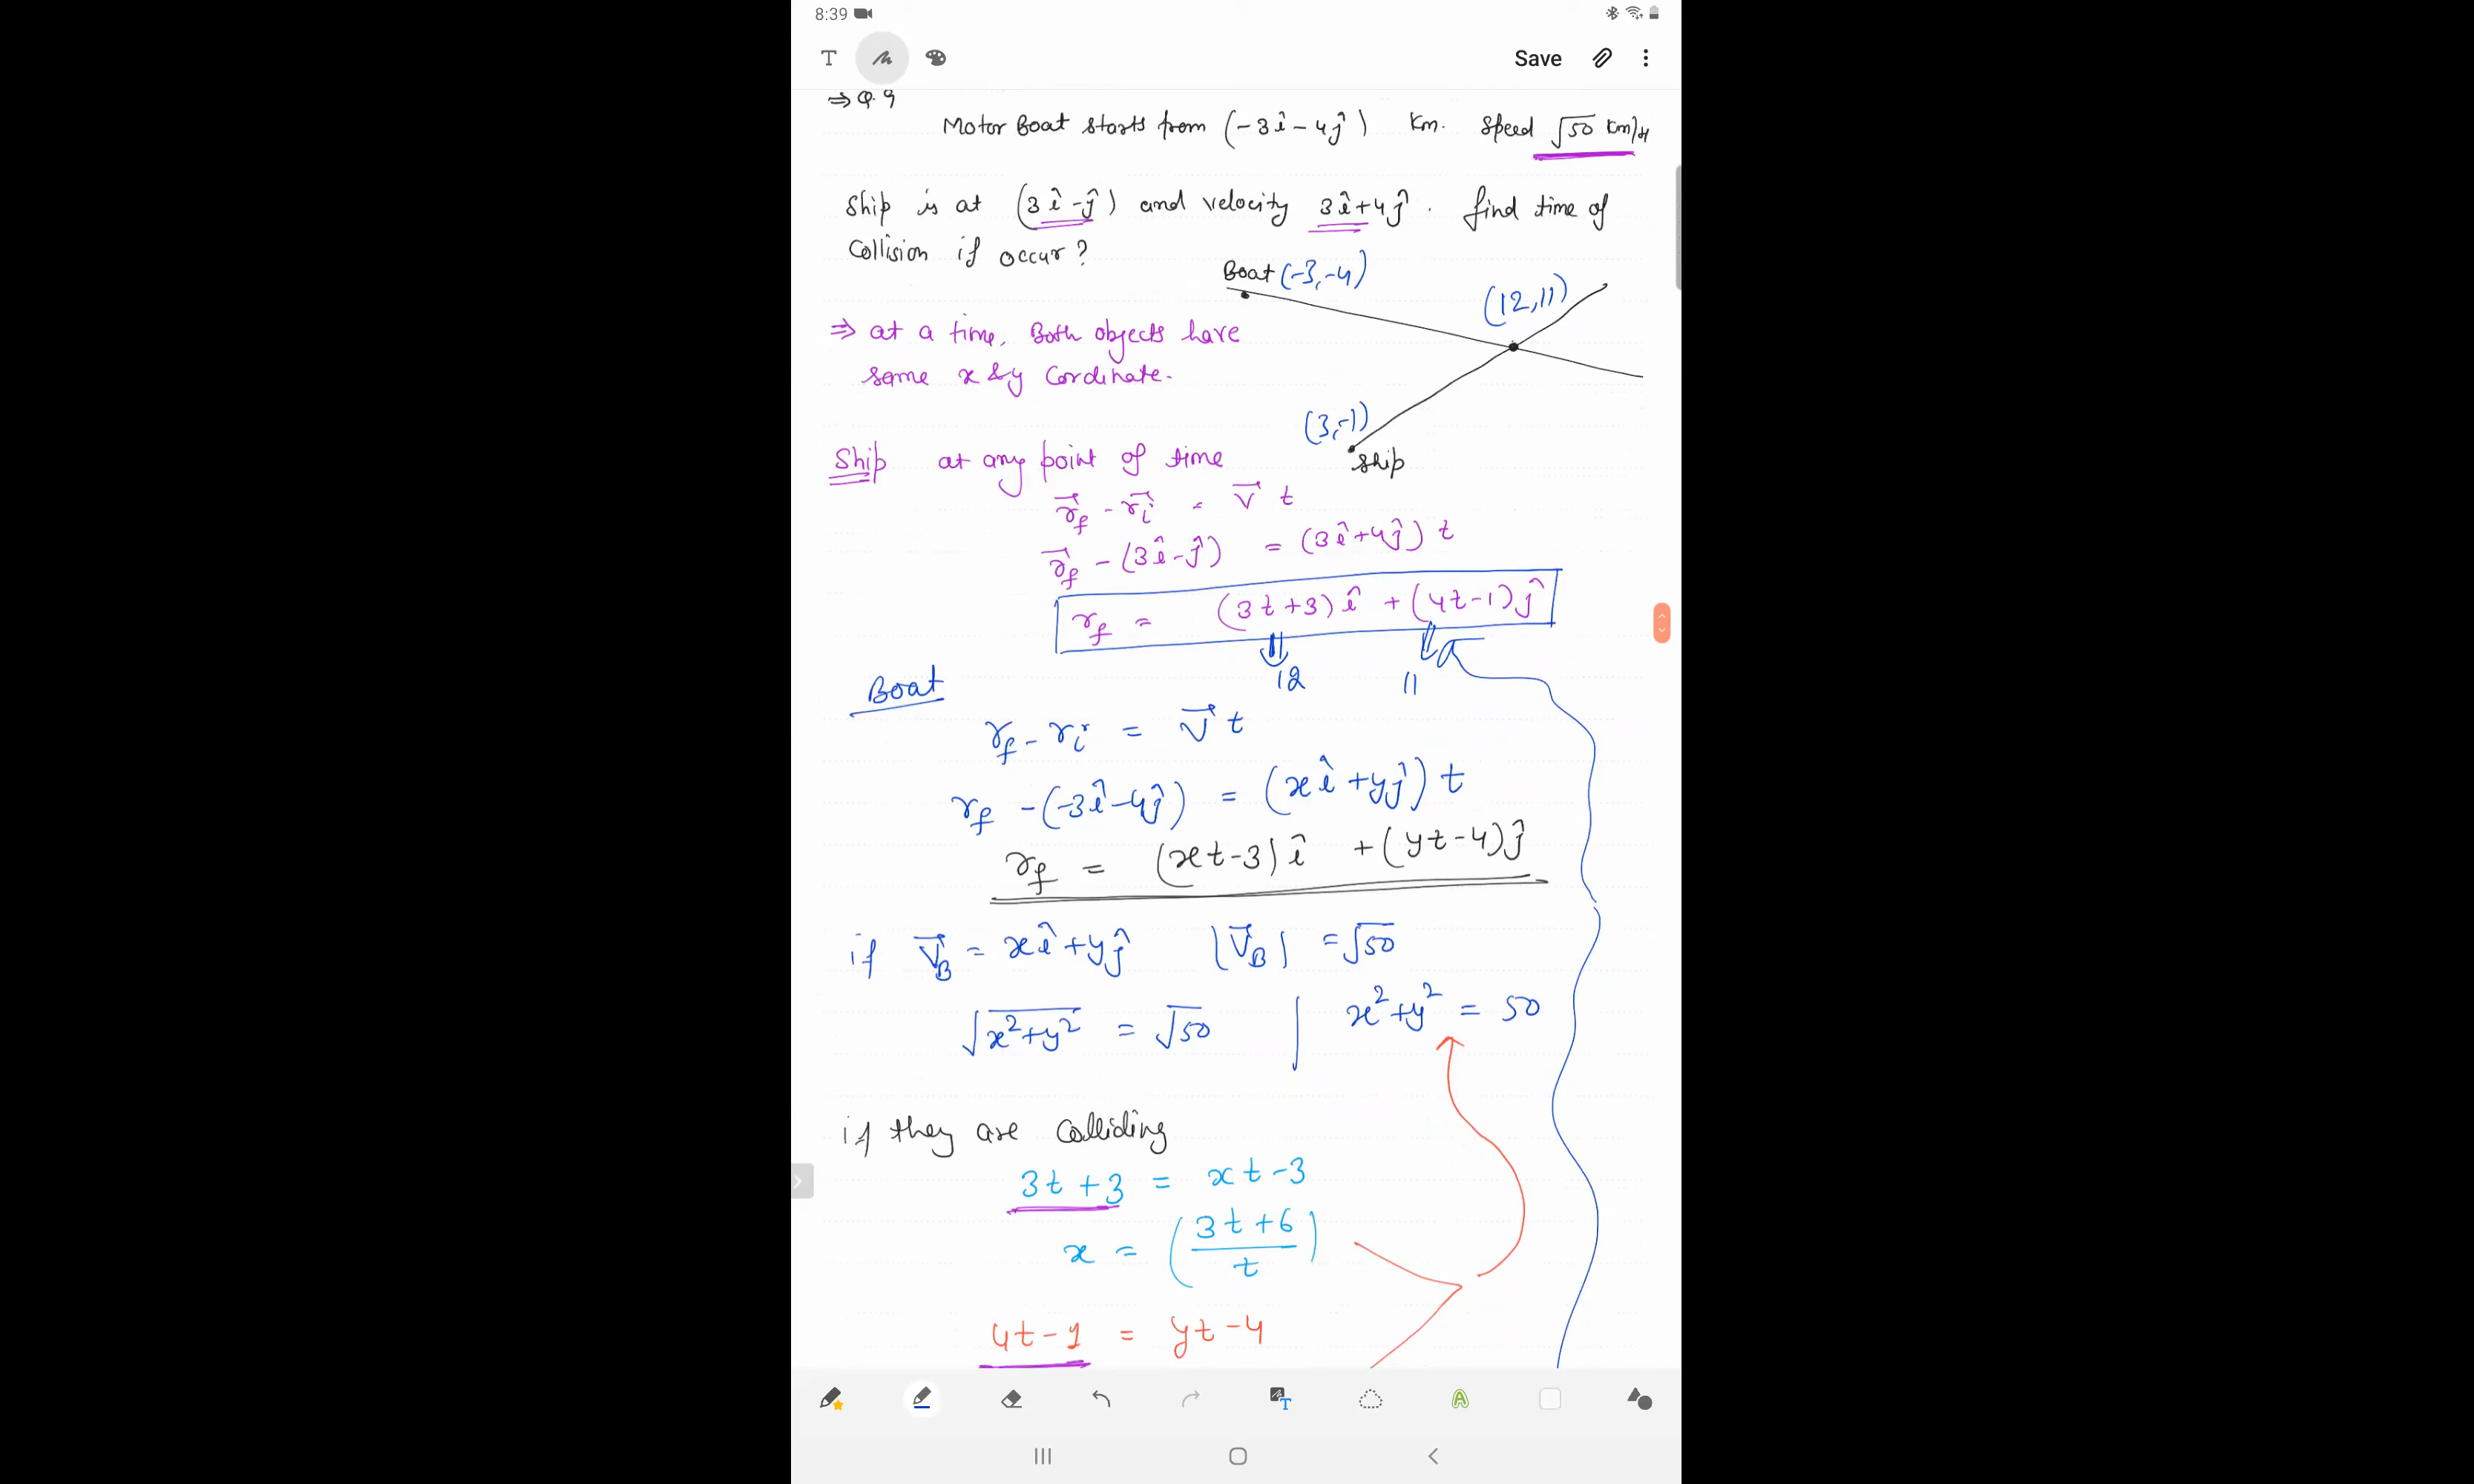 8:39
T Save
⇒ Q.9
Motor Boat starts from (-3î-4ĵ) Km. Speed √50 Km/H
Ship is at (3î-ĵ) and velocity 3î+4ĵ. find time of
Collision if occur?
Boat (-3,-4)
(12,11)
⇒ at a time, Both objects have
same x & y Cordinate.
(3,-1)
Ship
Ship at any point of time
r⃗f - r⃗i = v⃗ t
r⃗f - (3î-ĵ) = (3î+4ĵ) t
rf = (3t+3)î + (4t-1)ĵ
12 11
Boat
rf - ri = V⃗ t
rf - (-3î-4ĵ) = (xî+yĵ) t
rf = (xt-3)î + (yt-4)ĵ
if V⃗B = xî+yĵ |V⃗B| = √50
√x²+y² = √50 | x²+y² = 50
if they are Colliding
3t+3 = xt-3
x = (3t+6/t)
4t-1 = yt-4
T
A